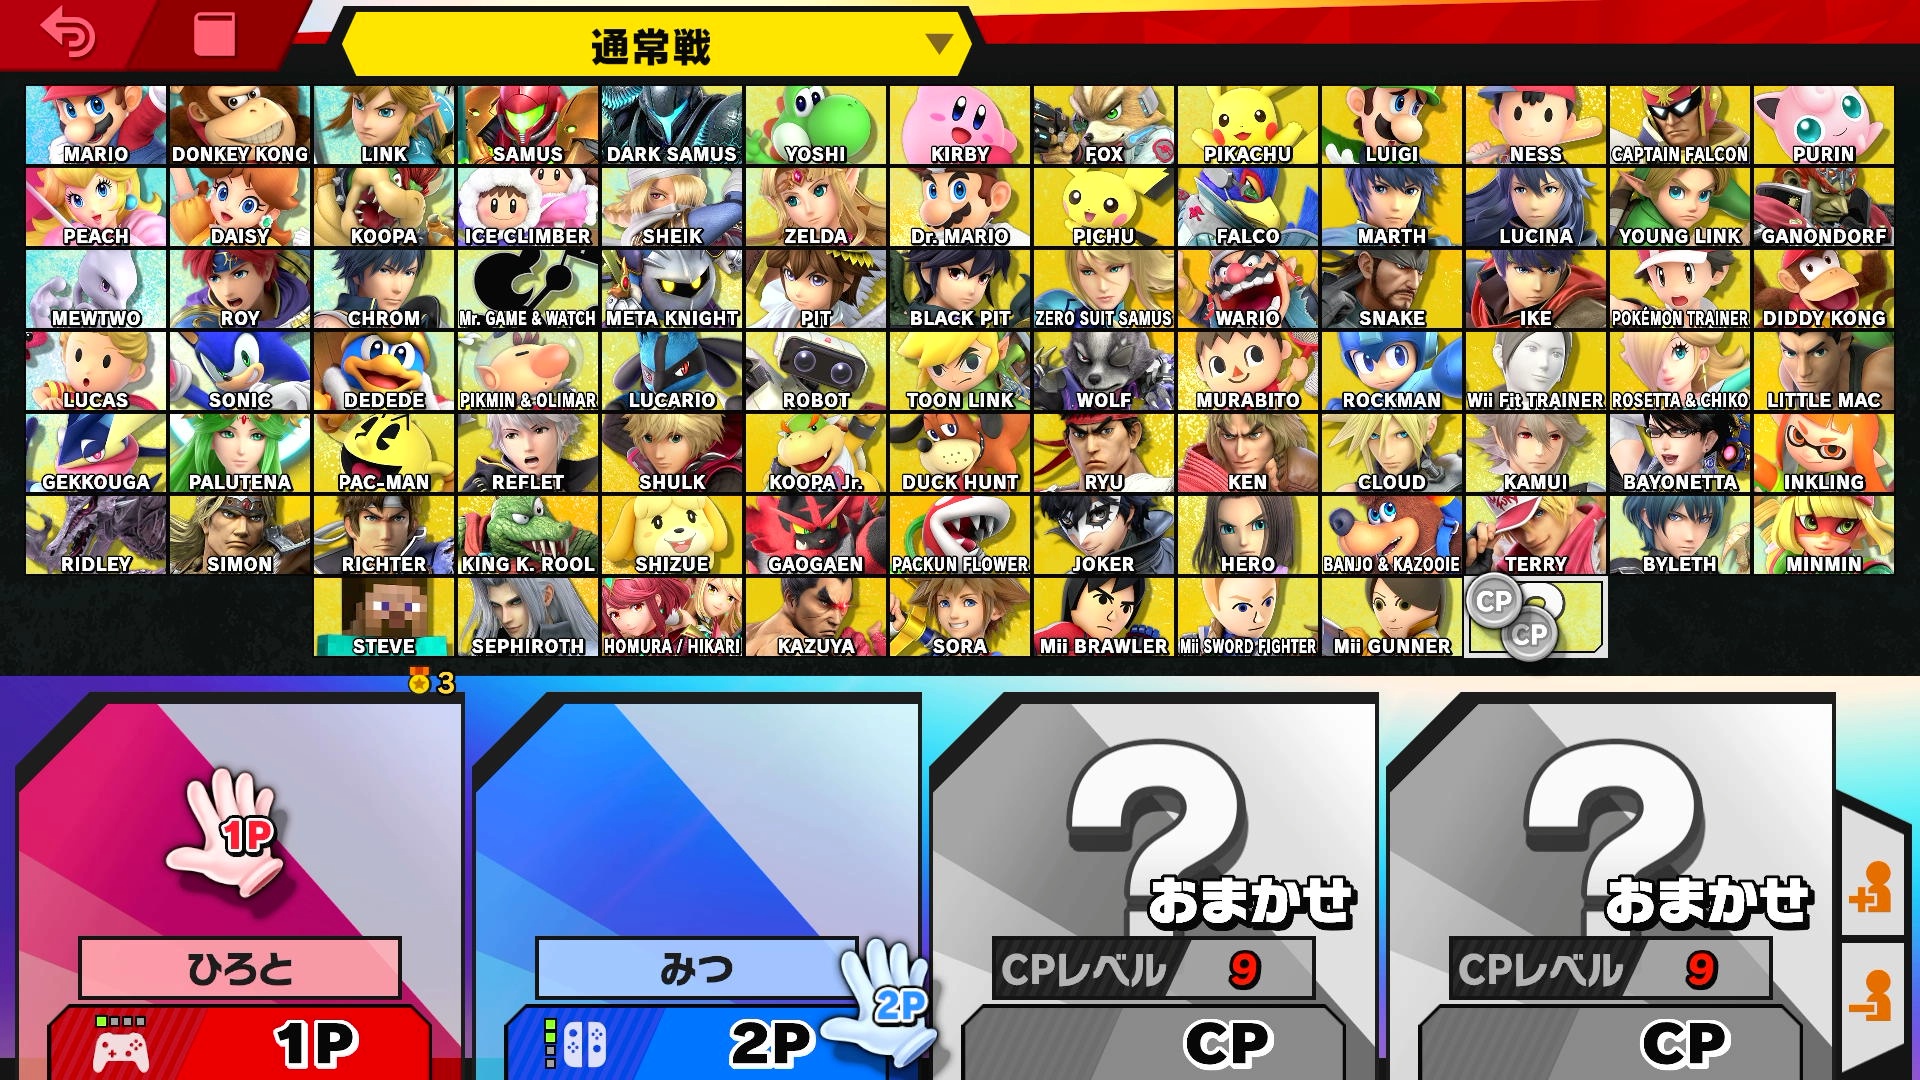 通常戦
MARIO
DONKEY KONG
LINK
SAMUS
DARK SAMUS
YOSHI
KIRBY
FOX
PIKACHU
LUIGI
NESS
CAPTAIN FALCON
PURIN
PEACH
DAISY
KOOPA
ICE CLIMBER
SHEIK
ZELDA
Dr. MARIO
PICHU
FALCO
MARTH
LUCINA
YOUNG LINK
GANONDORF
MEWTWO
ROY
CHROM
Mr. GAME & WATCH
META KNIGHT
PIT
BLACK PIT
ZERO SUIT SAMUS
WARIO
SNAKE
IKE
POKÉMON TRAINER
DIDDY KONG
LUCAS
SONIC
DEDEDE
PIKMIN & OLIMAR
LUCARIO
ROBOT
TOON LINK
WOLF
MURABITO
ROCKMAN
Wii Fit TRAINER
ROSETTA & CHIKO
LITTLE MAC
GEKKOUGA
PALUTENA
PAC-MAN
REFLET
SHULK
KOOPA Jr.
DUCK HUNT
RYU
KEN
CLOUD
KAMUI
BAYONETTA
INKLING
RIDLEY
SIMON
RICHTER
KING K. ROOL
SHIZUE
GAOGAEN
PACKUN FLOWER
JOKER
HERO
BANJO & KAZOOIE
TERRY
BYLETH
MINMIN
STEVE
SEPHIROTH
HOMURA / HIKARI
KAZUYA
SORA
Mii BRAWLER
Mii SWORD FIGHTER
Mii GUNNER
CP
CP
3
1P
ひろと
1P
みつ
2P
2P
?
おまかせ
CPレベル 9
CP
?
おまかせ
CPレベル 9
CP